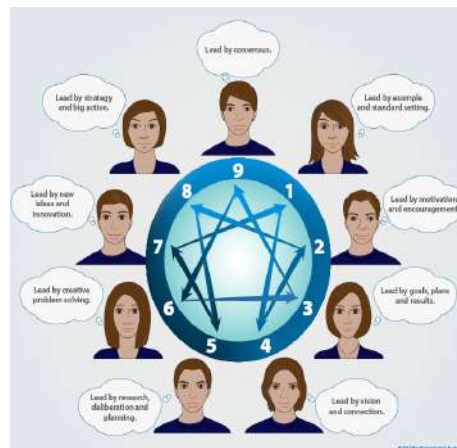 Lead by consensus.
Lead by strategy
and big action.
Lead by example
and standard setting.
9
8
1
Lead by new
ideas and
innovation.
Lead by motivation
and encouragement.
7
2
Lead by creative
problem solving.
Lead by goals, plans
and results.
6
3
5
4
Lead by research,
deliberation and
planning.
Lead by vision
and connection.